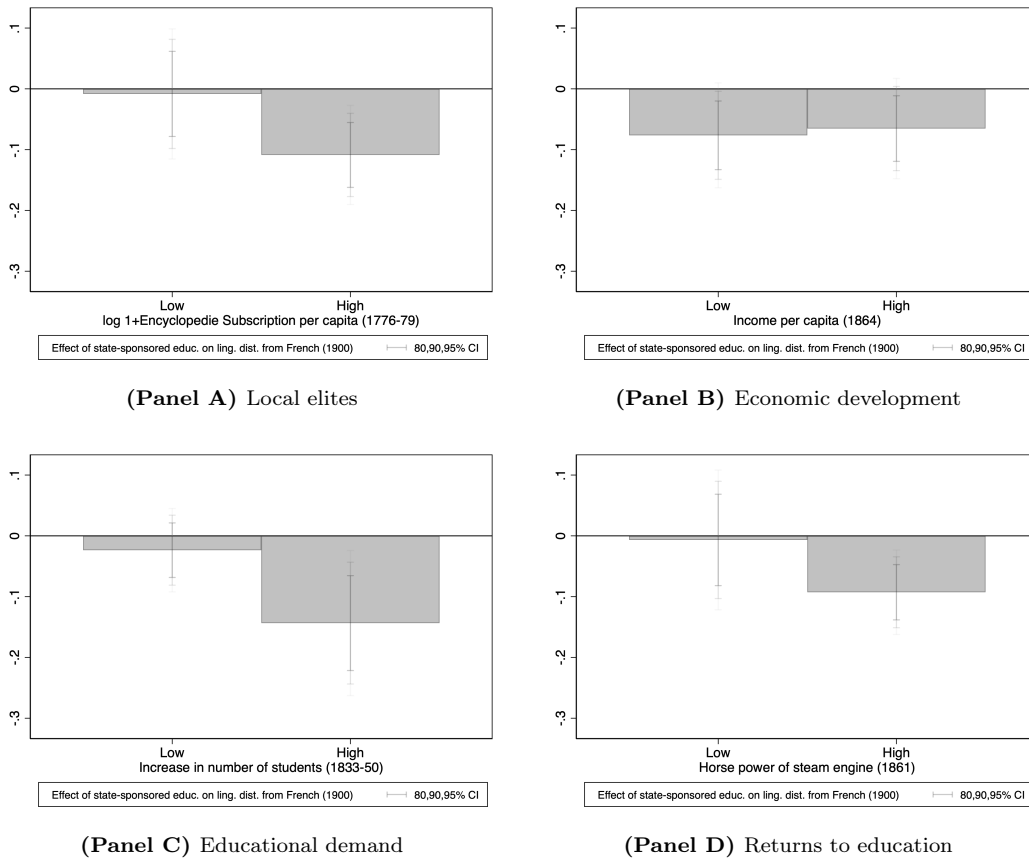 .1
0
-.1
-.2
-.3
Low High
log 1+Encyclopedie Subscription per capita (1776-79)
Effect of state-sponsored educ. on ling. dist. from French (1900) 80,90,95% CI
(Panel A) Local elites
.1
0
-.1
-.2
-.3
Low High
Income per capita (1864)
Effect of state-sponsored educ. on ling. dist. from French (1900) 80,90,95% CI
(Panel B) Economic development
.1
0
-.1
-.2
-.3
Low High
Increase in number of students (1833-50)
Effect of state-sponsored educ. on ling. dist. from French (1900) 80,90,95% CI
(Panel C) Educational demand
.1
0
-.1
-.2
-.3
Low High
Horse power of steam engine (1861)
Effect of state-sponsored educ. on ling. dist. from French (1900) 80,90,95% CI
(Panel D) Returns to education